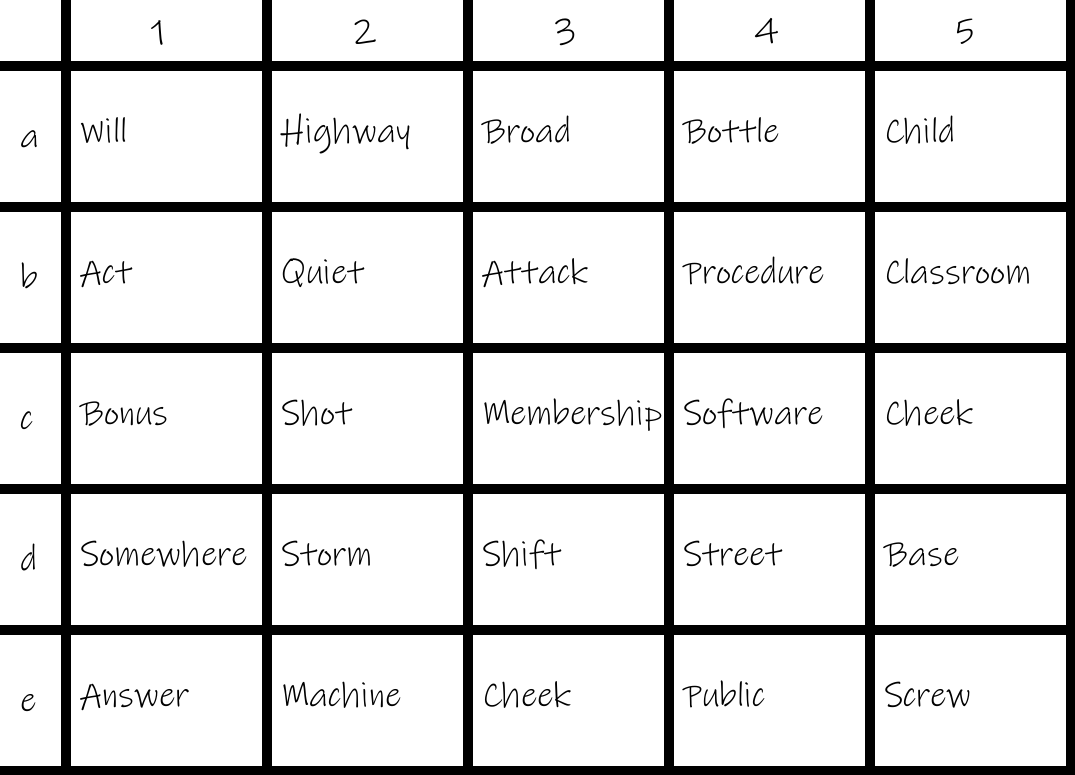 1 2 3 4 5
a Will Highway Broad Bottle Child
b Act Quiet Attack Procedure Classroom
c Bonus Shot Membership Software Cheek
d Somewhere Storm Shift Street Base
e Answer Machine Cheek Public Screw